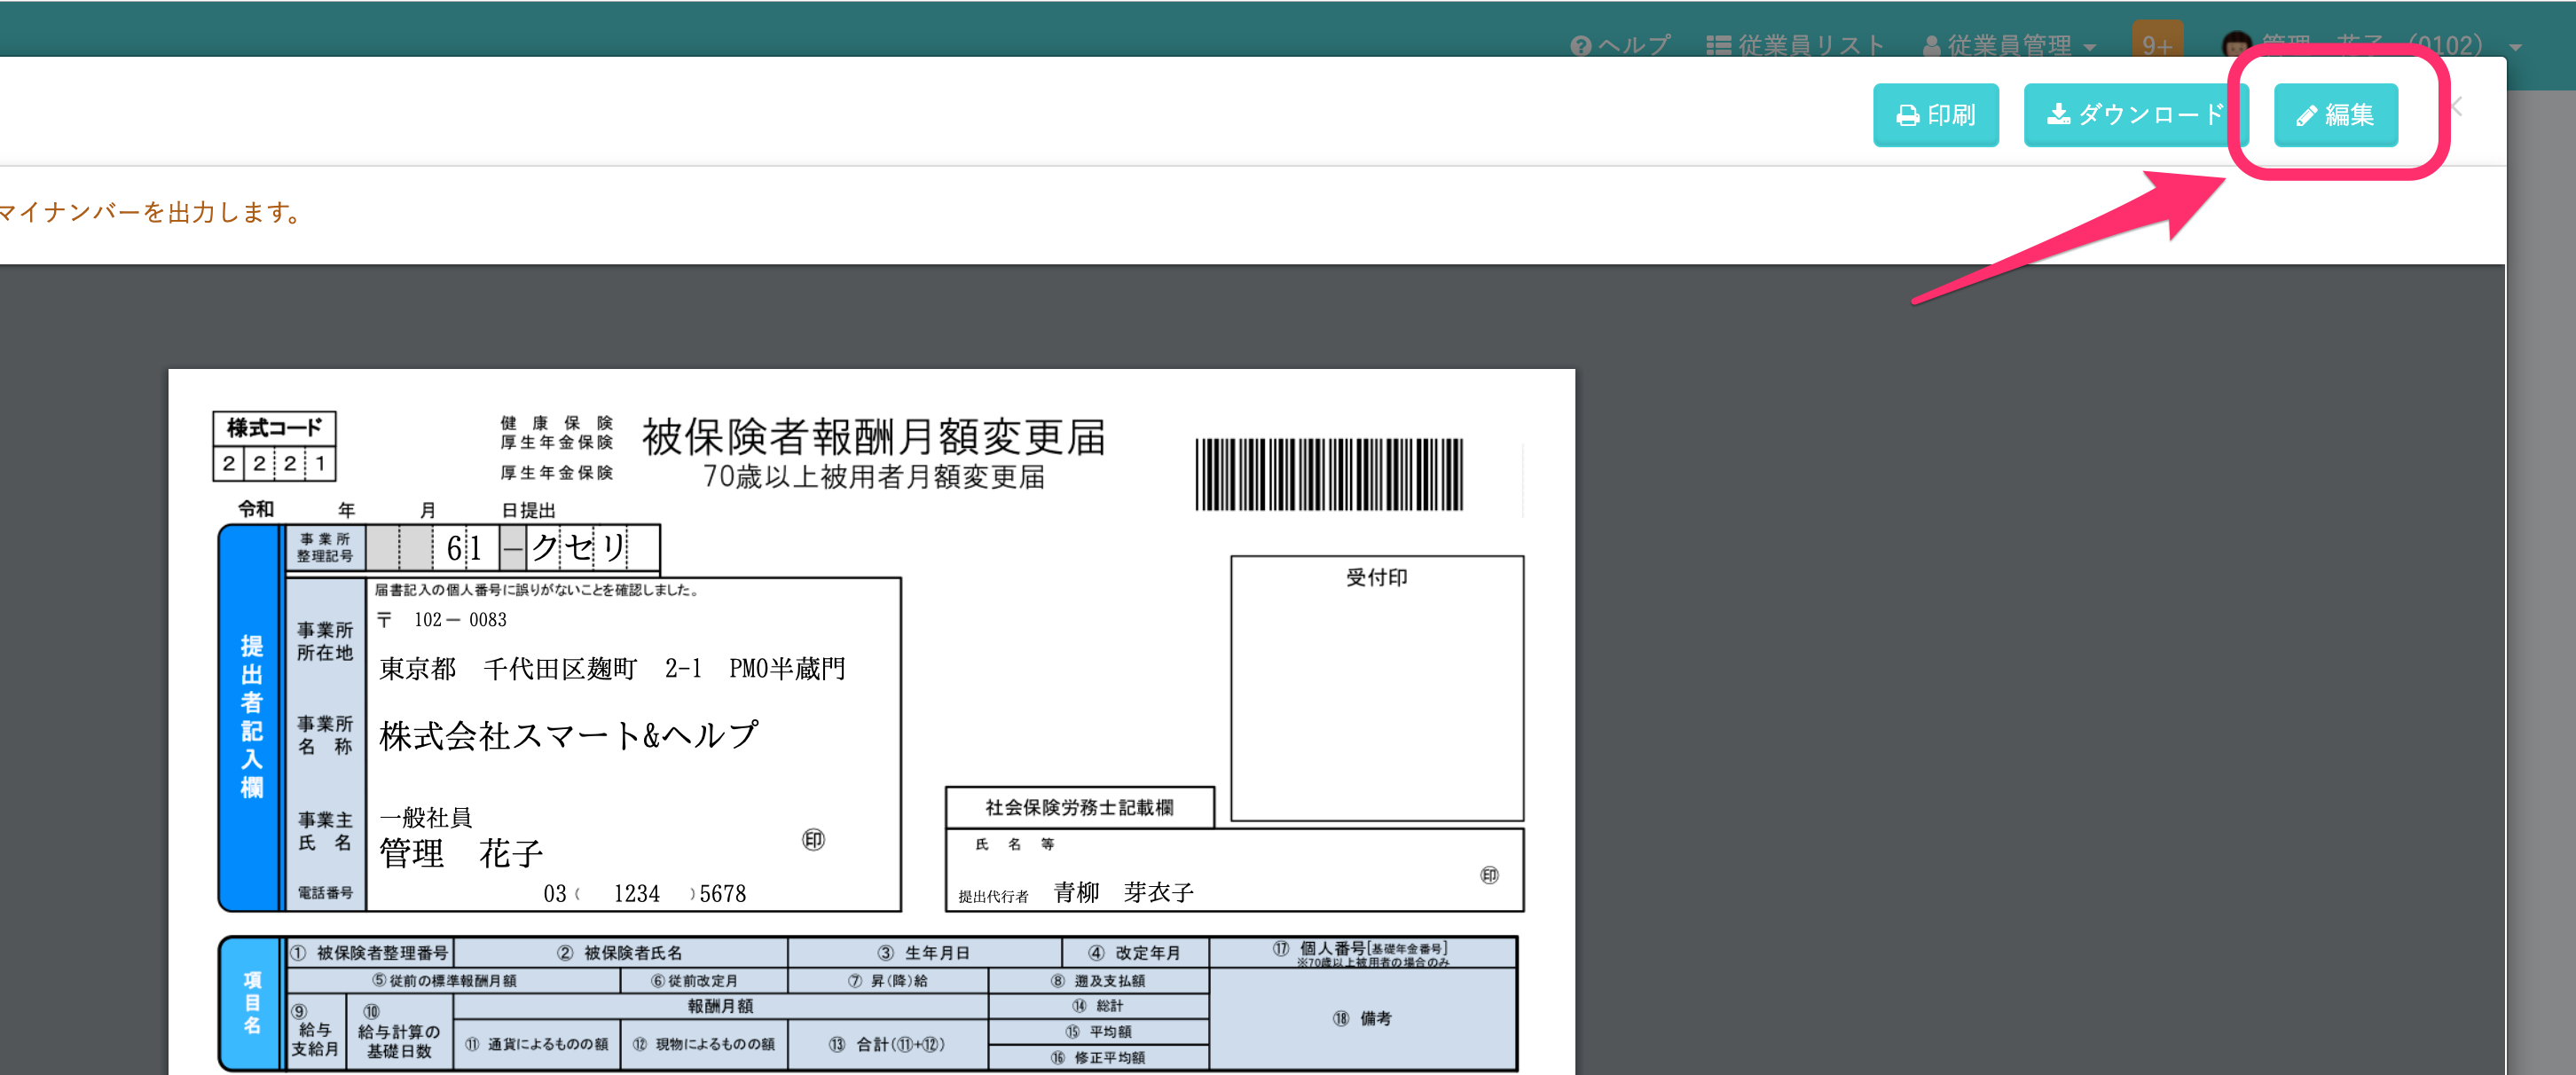 ヘルプ 従業員リスト 従業員管理 9+ 管理 花子 (0102)
印刷 ダウンロード 編集
マイナンバーを出力します。
様式コード
2 2 2 1
健康保険
厚生年金保険
被保険者報酬月額変更届
厚生年金保険
70歳以上被用者月額変更届
令和 年 月 日提出
事業所
整理記号
61-クセリ
届書記入の個人番号に誤りがないことを確認しました。
提出者記入欄
事業所
所在地
〒 102-0083
東京都 千代田区麹町 2-1 PMO半蔵門
事業所
名称
株式会社スマート&ヘルプ
事業主
氏名
一般社員
管理 花子
印
電話番号
03( 1234 )5678
受付印
社会保険労務士記載欄
氏名等
提出代行者 青柳 芽衣子
印
項目名
① 被保険者整理番号 ② 被保険者氏名 ③ 生年月日 ④ 改定年月 ⑰ 個人番号[基礎年金番号]
※70歳以上被用者の場合のみ
⑤ 従前の標準報酬月額 ⑥ 従前改定月 ⑦ 昇(降)給 ⑧ 遡及支払額
⑨
給与
支給月
⑩
給与計算の
基礎日数
報酬月額
⑪ 通貨によるものの額 ⑫ 現物によるものの額 ⑬ 合計(⑪+⑫)
⑭ 総計
⑮ 平均額
⑯ 修正平均額
⑱ 備考